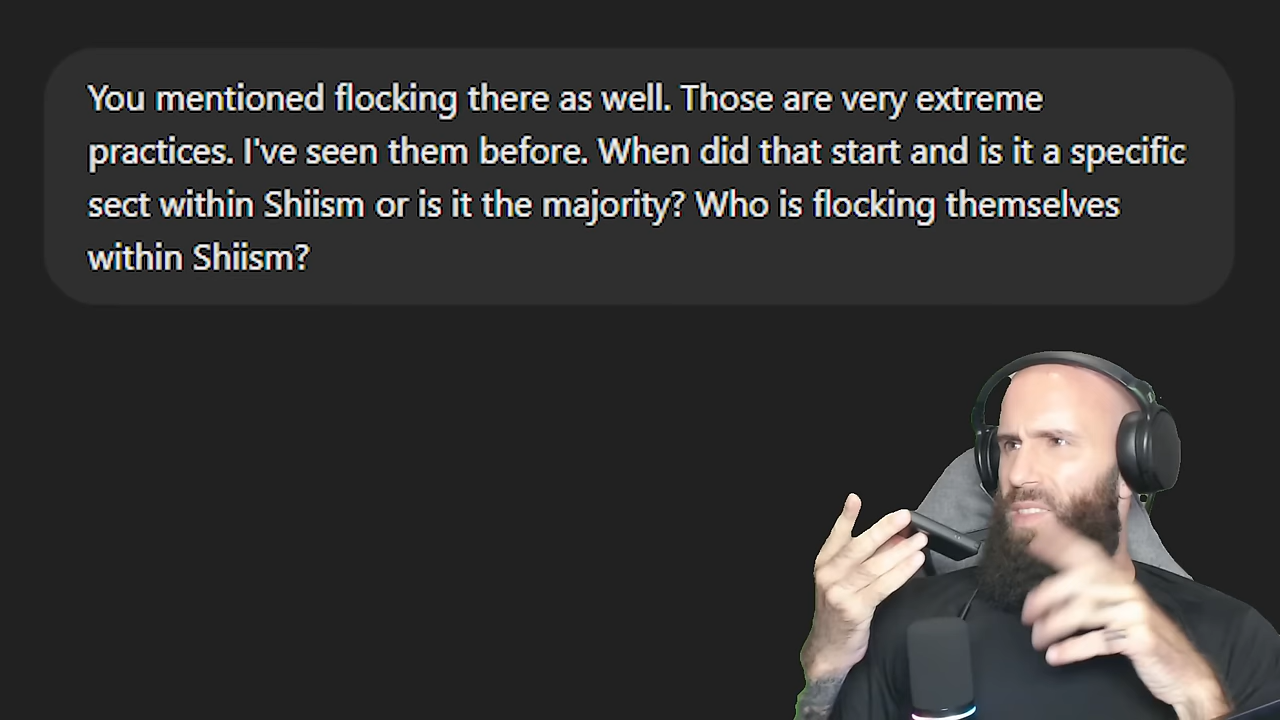 You mentioned flocking there as well. Those are very extreme
practices. I've seen them before. When did that start and is it a specific
sect within Shiism or is it the majority? Who is flocking themselves
within Shiism?